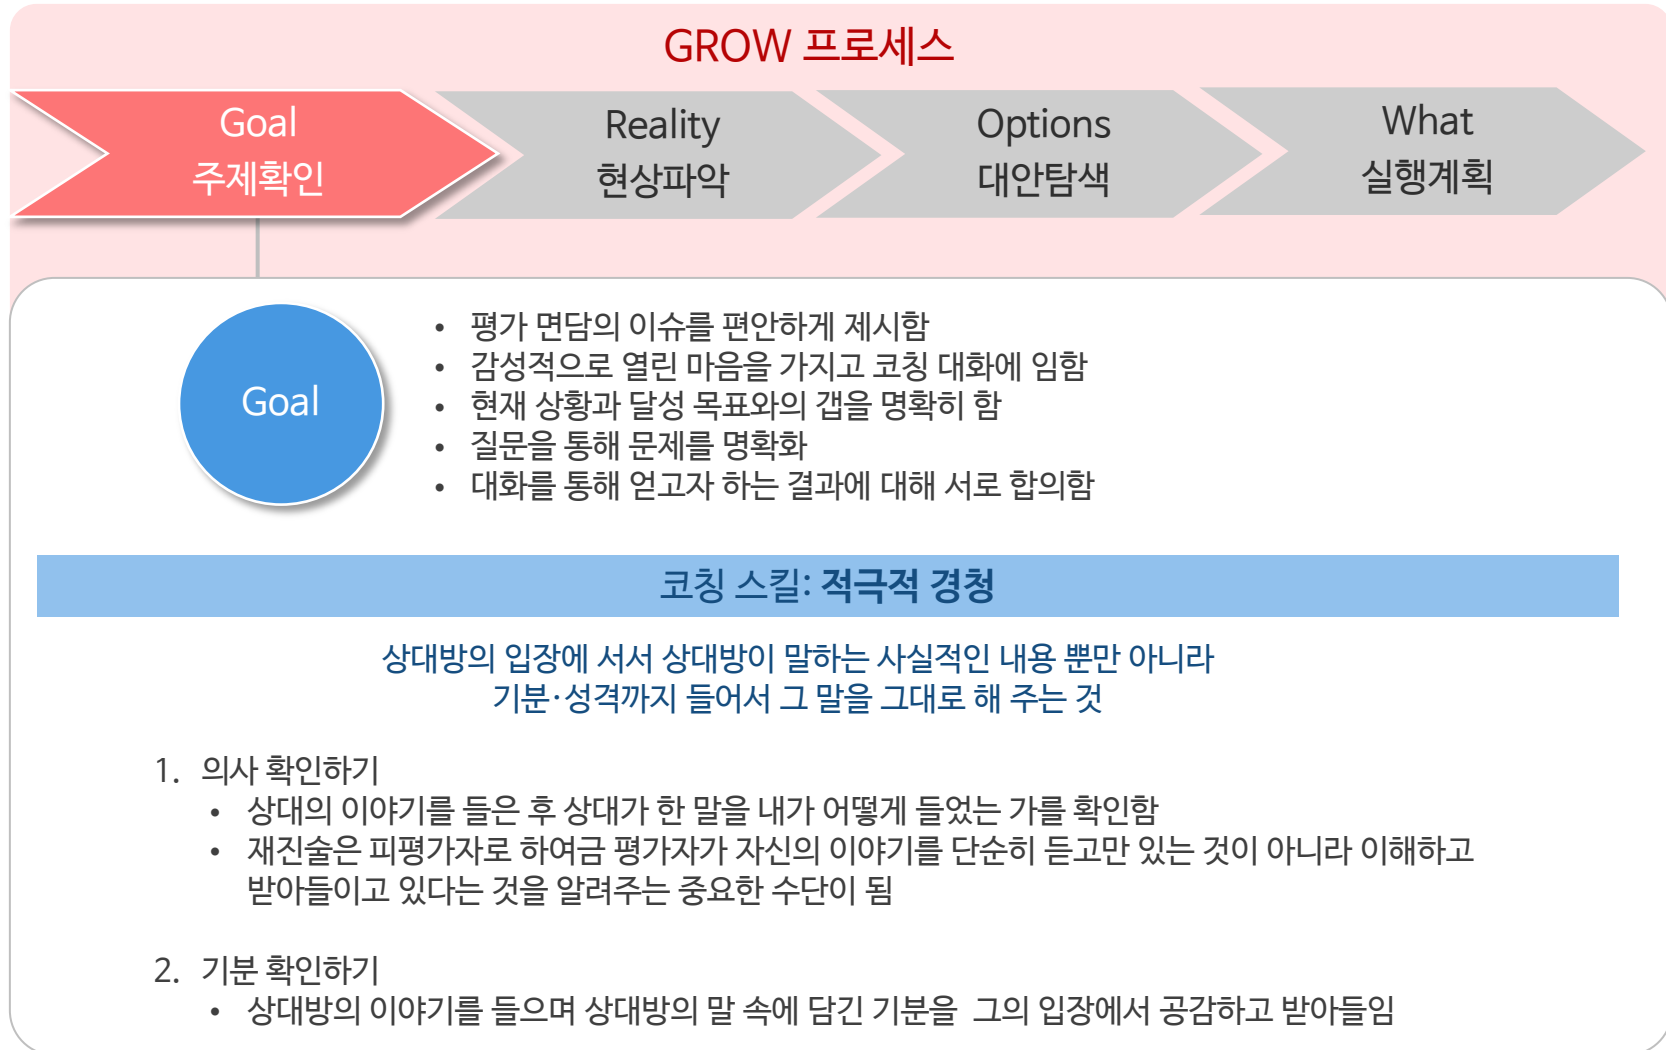 GROW 프로세스
Goal
주제확인
Reality
현상파악
Options
대안탐색
What
실행계획
Goal
• 평가 면담의 이슈를 편안하게 제시함
• 감성적으로 열린 마음을 가지고 코칭 대화에 임함
• 현재 상황과 달성 목표와의 갭을 명확히 함
• 질문을 통해 문제를 명확화
• 대화를 통해 얻고자 하는 결과에 대해 서로 합의함
코칭 스킬: 적극적 경청
상대방의 입장에 서서 상대방이 말하는 사실적인 내용 뿐만 아니라
기분·성격까지 들어서 그 말을 그대로 해 주는 것
1. 의사 확인하기
• 상대의 이야기를 들은 후 상대가 한 말을 내가 어떻게 들었는 가를 확인함
• 재진술은 피평가자로 하여금 평가자가 자신의 이야기를 단순히 듣고만 있는 것이 아니라 이해하고
받아들이고 있다는 것을 알려주는 중요한 수단이 됨
2. 기분 확인하기
• 상대방의 이야기를 들으며 상대방의 말 속에 담긴 기분을 그의 입장에서 공감하고 받아들임